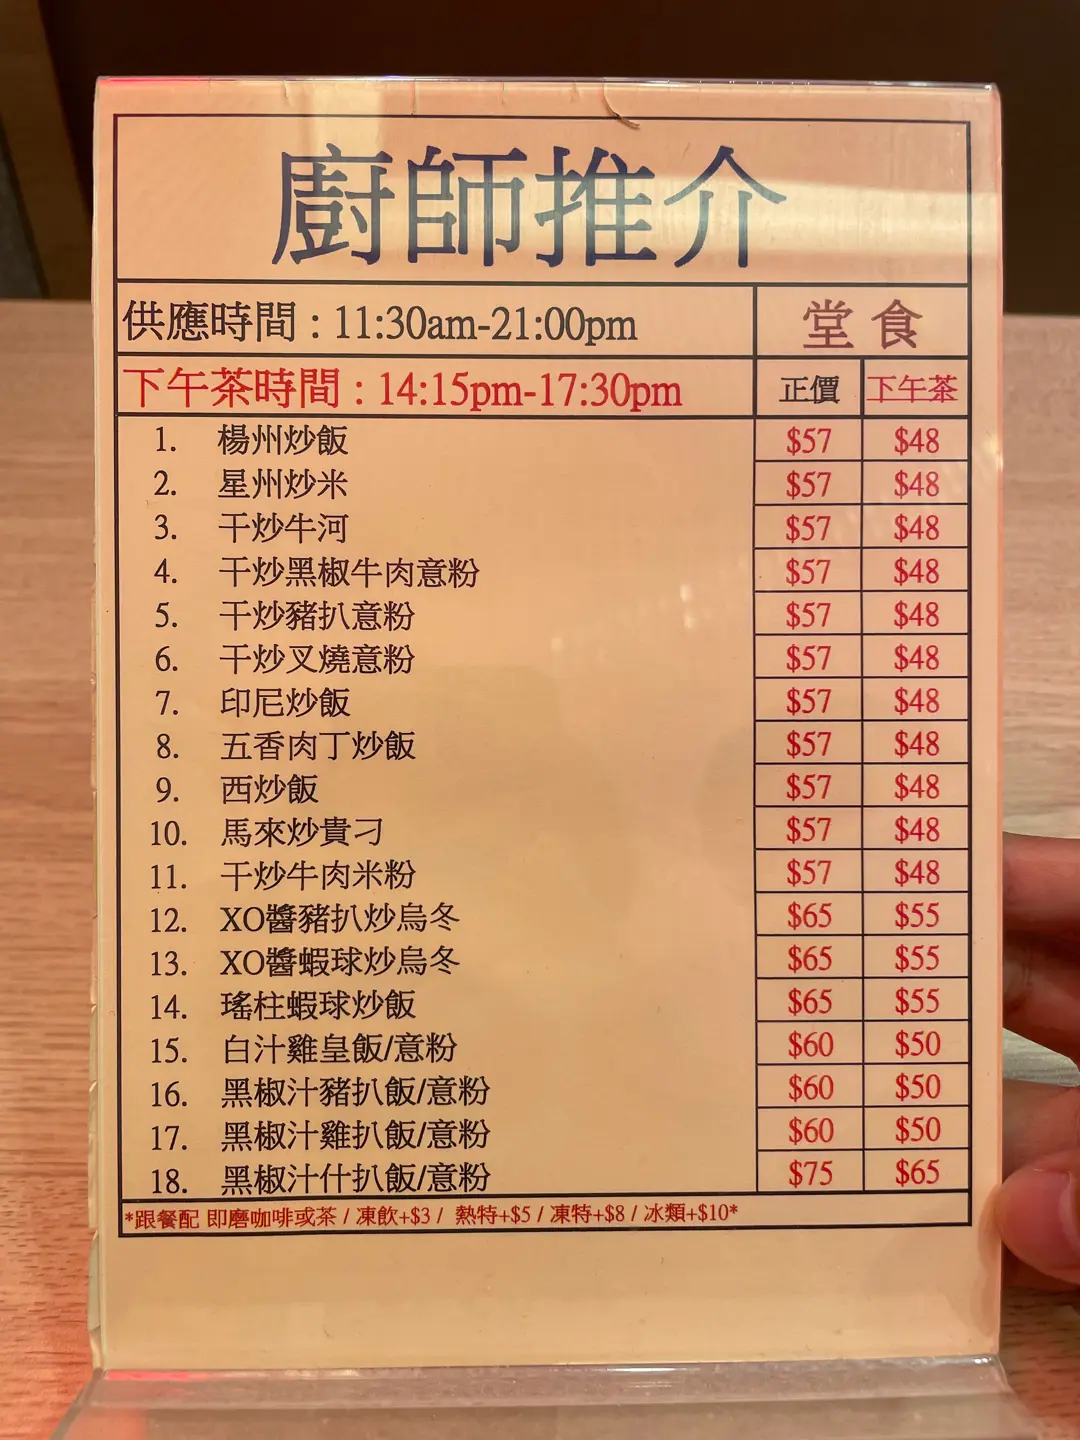 廚師推介
供應時間 : 11:30am-21:00pm 堂食
下午茶時間 : 14:15pm-17:30pm 正價 下午茶
1. 楊州炒飯 $57 $48
2. 星州炒米 $57 $48
3. 干炒牛河 $57 $48
4. 干炒黑椒牛肉意粉 $57 $48
5. 干炒豬扒意粉 $57 $48
6. 干炒叉燒意粉 $57 $48
7. 印尼炒飯 $57 $48
8. 五香肉丁炒飯 $57 $48
9. 西炒飯 $57 $48
10. 馬來炒貴刁 $57 $48
11. 干炒牛肉米粉 $57 $48
12. XO醬豬扒炒烏冬 $65 $55
13. XO醬蝦球炒烏冬 $65 $55
14. 瑤柱蝦球炒飯 $65 $55
15. 白汁雞皇飯/意粉 $60 $50
16. 黑椒汁豬扒飯/意粉 $60 $50
17. 黑椒汁雞扒飯/意粉 $60 $50
18. 黑椒汁什扒飯/意粉 $75 $65
*跟餐配 即磨咖啡或茶 / 凍飲+$3 / 熱特+$5 / 凍特+$8 / 冰類+$10*